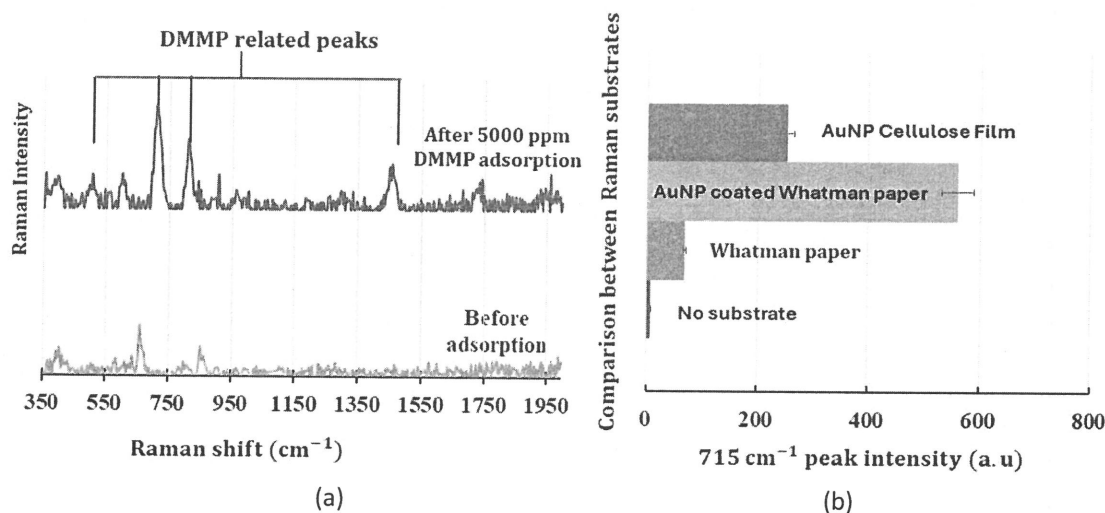 DMMP related peaks
Raman Intensity
After 5000 ppm
DMMP adsorption
Before
adsorption
350 550 750 950 1150 1350 1550 1750 1950
Raman shift (cm⁻¹)
(a)
Comparison between Raman substrates
AuNP Cellulose Film
AuNP coated Whatman paper
Whatman paper
No substrate
0 200 400 600 800
715 cm⁻¹ peak intensity (a.u)
(b)